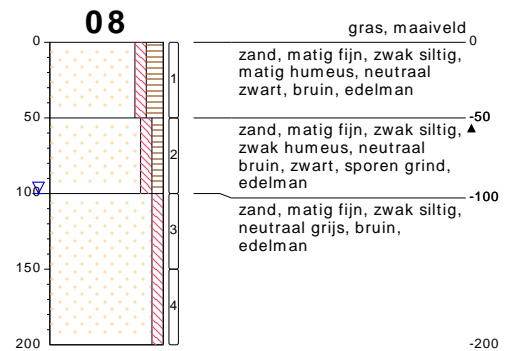 08
gras, maaiveld
0
0
zand, matig fijn, zwak siltig,
matig humeus, neutraal
zwart, bruin, edelman
1
50
-50
zand, matig fijn, zwak siltig,
zwak humeus, neutraal
bruin, zwart, sporen grind,
edelman
2
100
-100
zand, matig fijn, zwak siltig,
neutraal grijs, bruin,
edelman
3
150
4
200
-200